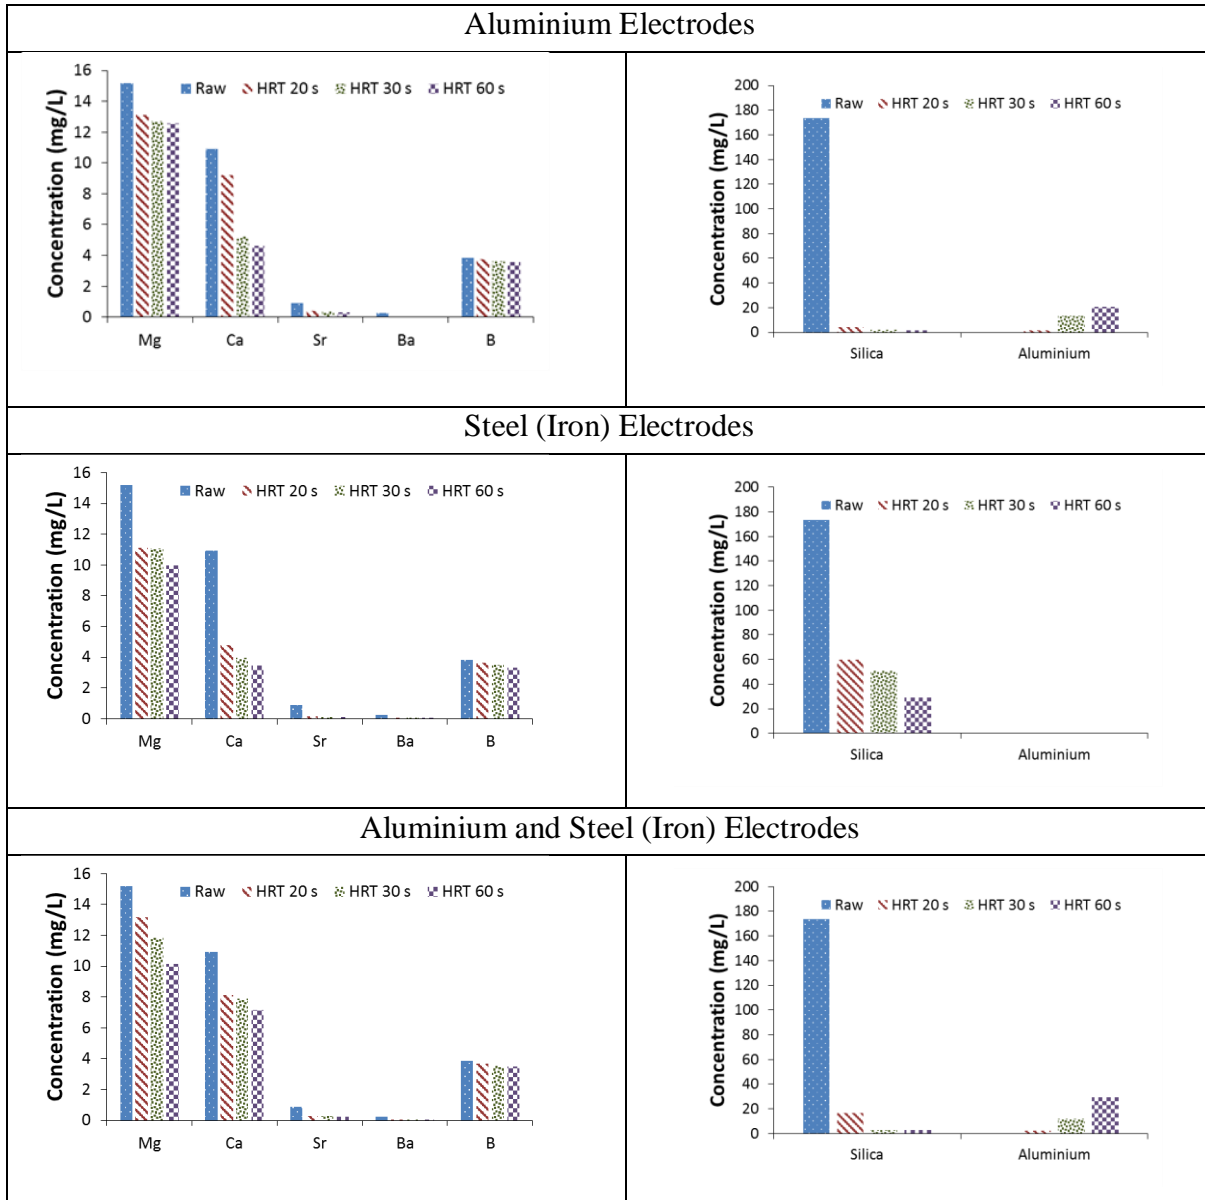 Aluminium Electrodes
Concentration (mg/L)
16
14
12
10
8
6
4
2
0
Raw HRT 20 s HRT 30 s HRT 60 s
Mg Ca Sr Ba B
Concentration (mg/L)
200
180
160
140
120
100
80
60
40
20
0
Raw HRT 20 s HRT 30 s HRT 60 s
Silica Aluminium
Steel (Iron) Electrodes
Concentration (mg/L)
16
14
12
10
8
6
4
2
0
Raw HRT 20 s HRT 30 s HRT 60 s
Mg Ca Sr Ba B
Concentration (mg/L)
200
180
160
140
120
100
80
60
40
20
0
Raw HRT 20 s HRT 30 s HRT 60 s
Silica Aluminium
Aluminium and Steel (Iron) Electrodes
Concentration (mg/L)
16
14
12
10
8
6
4
2
0
Raw HRT 20 s HRT 30 s HRT 60 s
Mg Ca Sr Ba B
Concentration (mg/L)
200
180
160
140
120
100
80
60
40
20
0
Raw HRT 20 s HRT 30 s HRT 60 s
Silica Aluminium